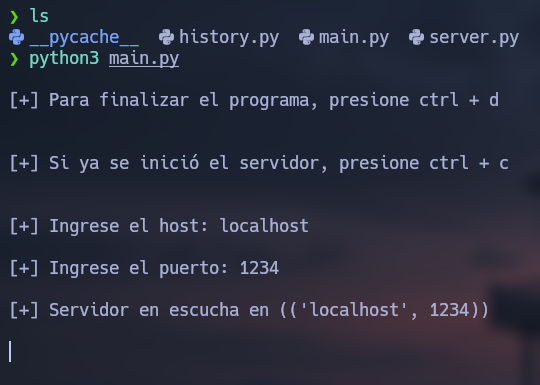 ❯ ls
__pycache__ history.py main.py server.py
❯ python3 main.py
[+] Para finalizar el programa, presione ctrl + d
[+] Si ya se inició el servidor, presione ctrl + c
[+] Ingrese el host: localhost
[+] Ingrese el puerto: 1234
[+] Servidor en escucha en (('localhost', 1234))